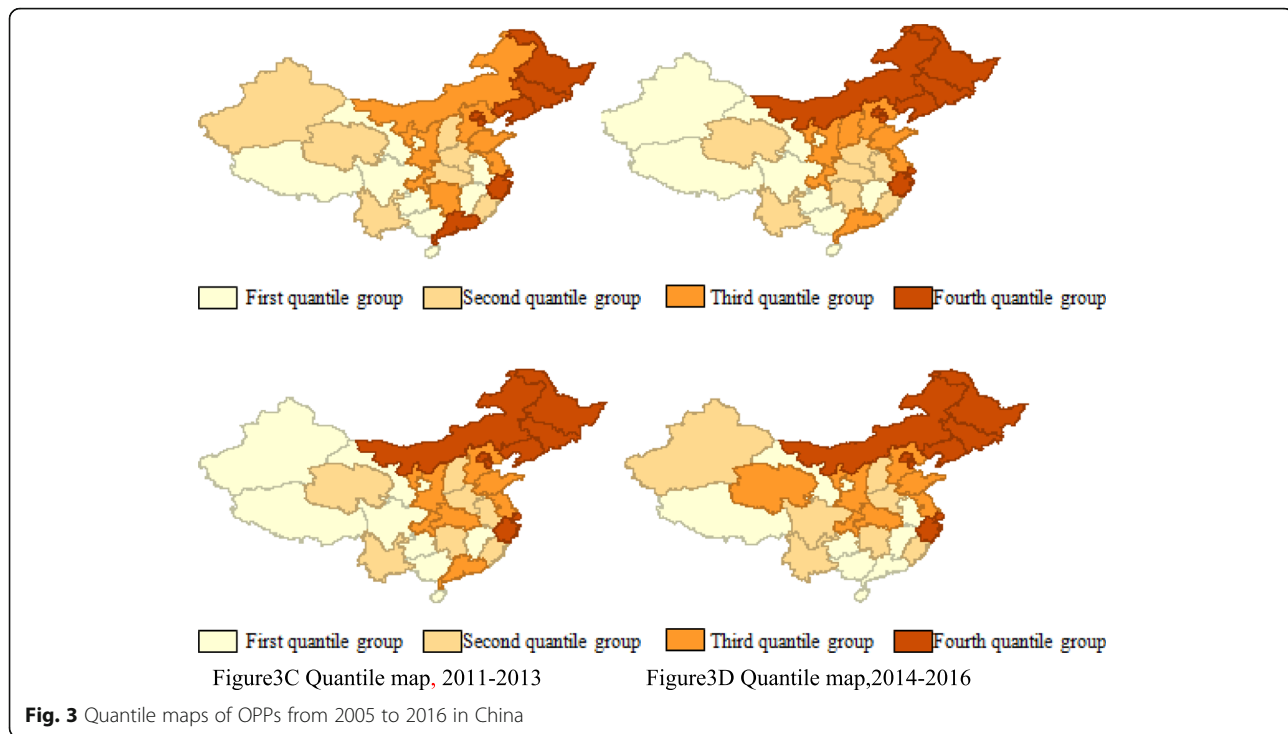 First quantile group Second quantile group Third quantile group Fourth quantile group
First quantile group Second quantile group Third quantile group Fourth quantile group
Figure3C Quantile map, 2011-2013 Figure3D Quantile map,2014-2016
Fig. 3 Quantile maps of OPPs from 2005 to 2016 in China